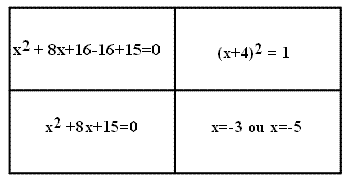 x² + 8x+16-16+15=0
(x+4)² = 1
x² +8x+15=0
x=-3 ou x=-5